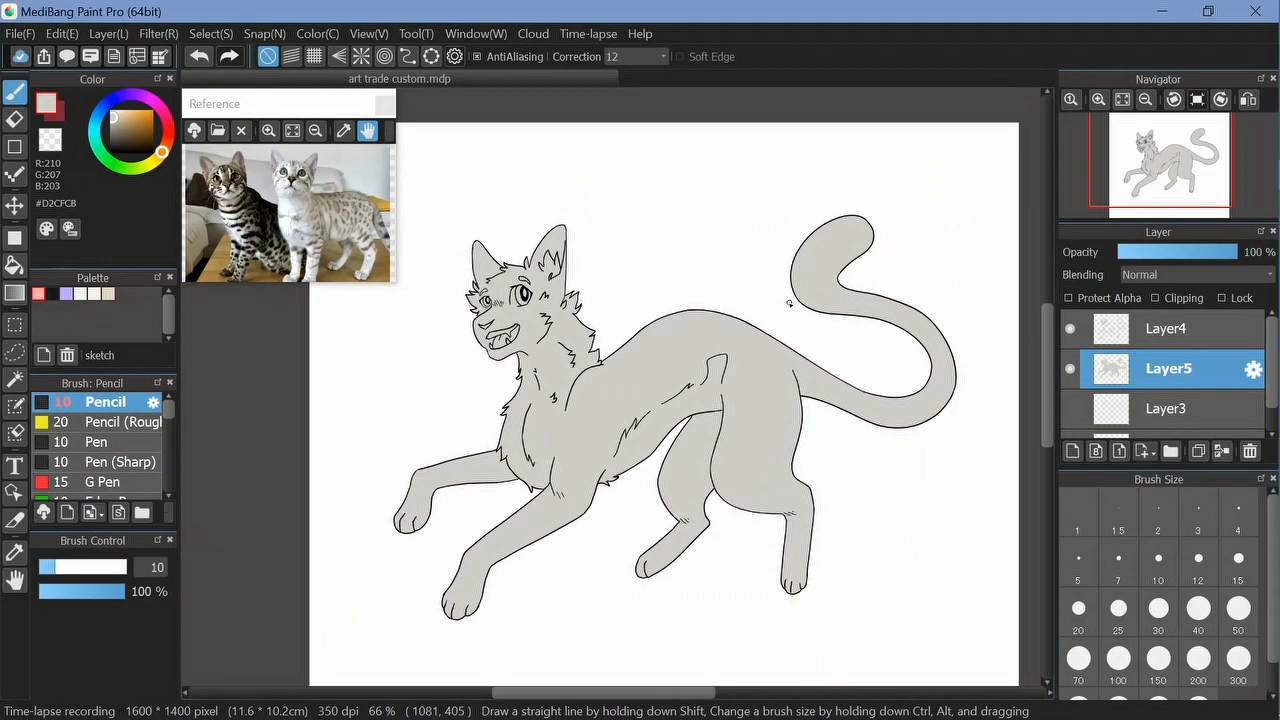 MediBang Paint Pro (64bit)
File(F) Edit(E) Layer(L) Filter(R) Select(S) Snap(N) Color(C) View(V) Tool(T) Window(W) Cloud Time-lapse Help
AntiAliasing Correction 12 Soft Edge
Color
art trade custom.mdp
Navigator
Reference
R:210
G:207
B:203
#D2CFCB
Palette
sketch
Brush: Pencil
10 Pencil
20 Pencil (Roug
10 Pen
10 Pen (Sharp)
15 G Pen
Brush Control
10
100 %
Layer
Opacity 100 %
Blending Normal
Protect Alpha Clipping Lock
Layer4
Layer5
Layer3
Brush Size
1 1.5 2 3 4
5 7 10 12 15
20 25 30 40 50
70 100 150 200 300
Time-lapse recording 1600 * 1400 pixel (11.6 * 10.2cm) 350 dpi 66 % ( 1081, 405 ) Draw a straight line by holding down Shift, Change a brush size by holding down Ctrl, Alt, and dragging